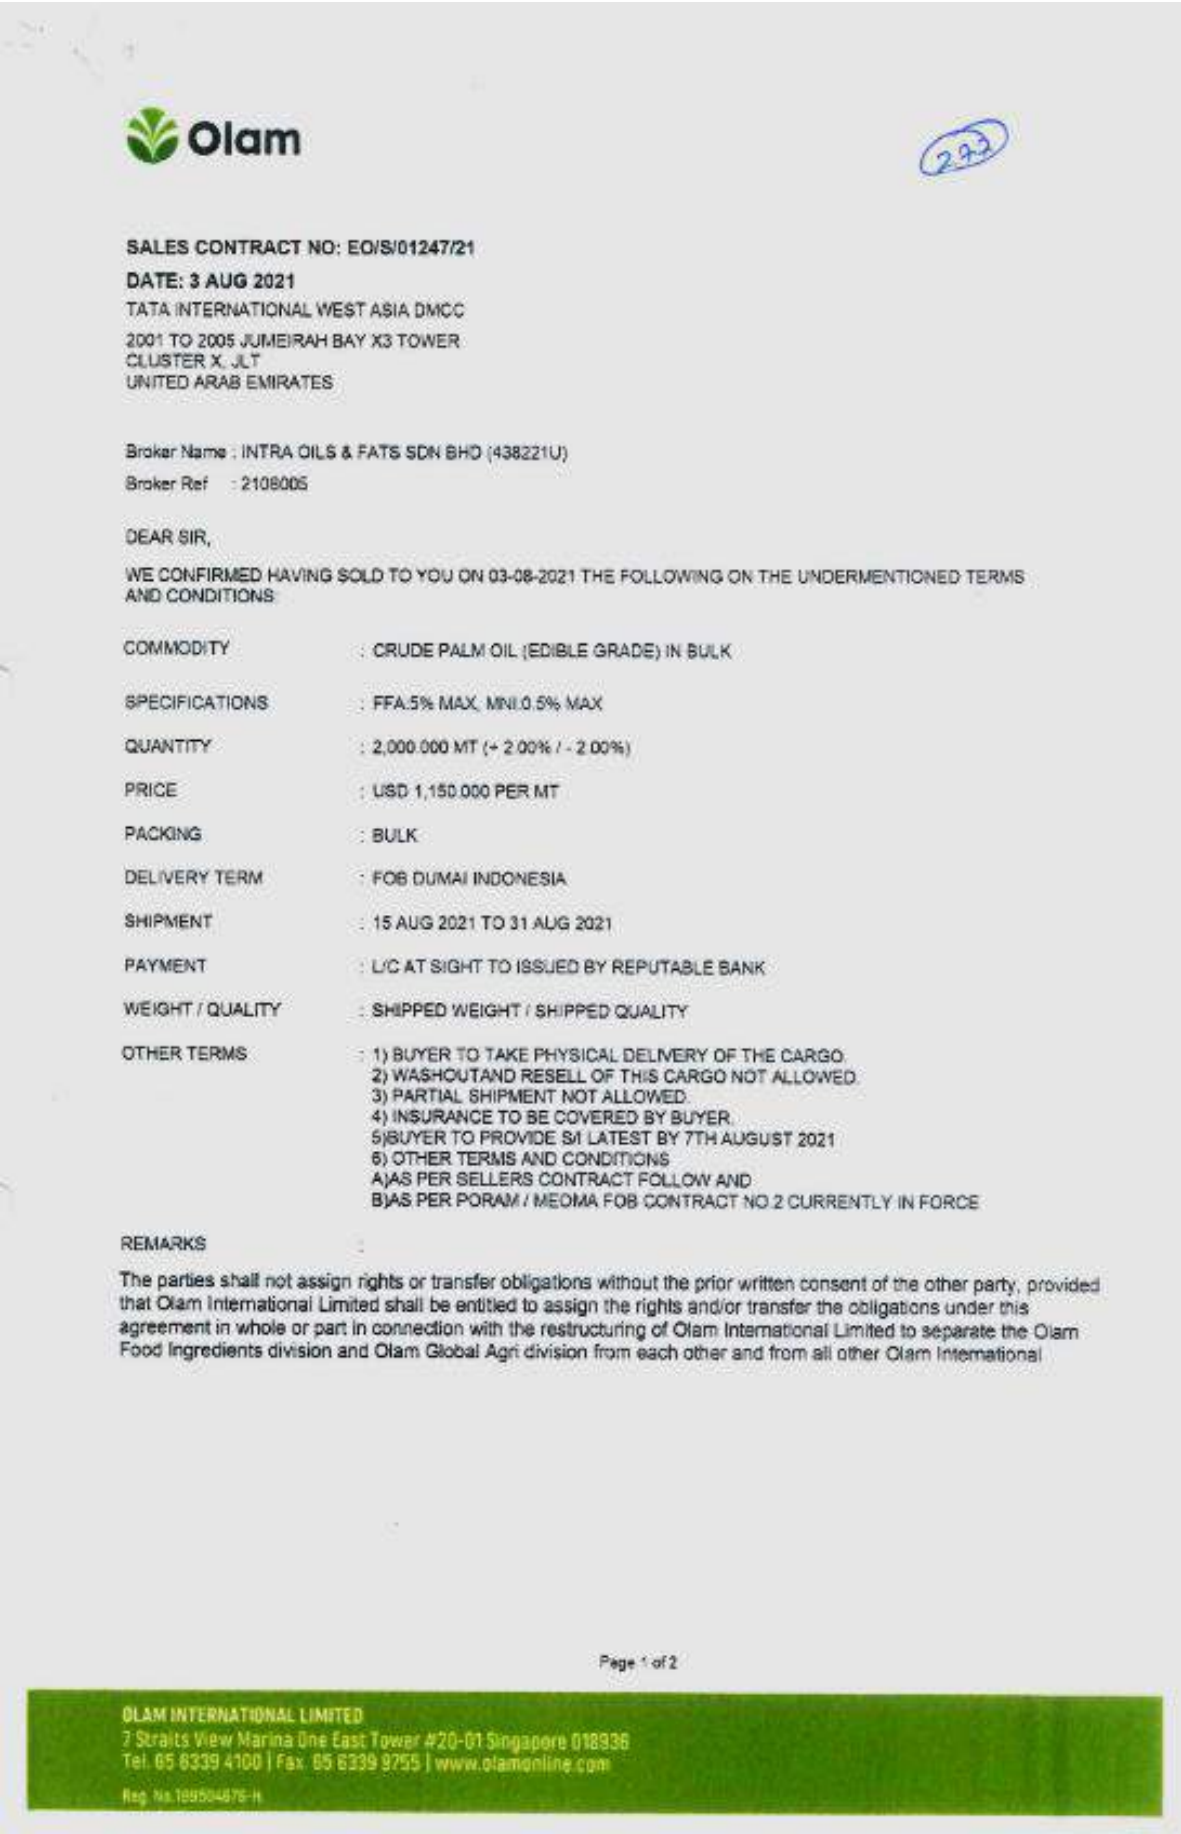 Olam
273
SALES CONTRACT NO: EO/S/01247/21
DATE: 3 AUG 2021
TATA INTERNATIONAL WEST ASIA DMCC
2001 TO 2005 JUMEIRAH BAY X3 TOWER
CLUSTER X, JLT
UNITED ARAB EMIRATES
Broker Name : INTRA OILS & FATS SDN BHD (438221U)
Broker Ref : 2108005
DEAR SIR,
WE CONFIRMED HAVING SOLD TO YOU ON 03-08-2021 THE FOLLOWING ON THE UNDERMENTIONED TERMS
AND CONDITIONS:
COMMODITY : CRUDE PALM OIL (EDIBLE GRADE) IN BULK
SPECIFICATIONS : FFA:5% MAX, MNI:0.5% MAX
QUANTITY : 2,000.000 MT (+ 2.00% / - 2.00%)
PRICE : USD 1,150.000 PER MT
PACKING : BULK
DELIVERY TERM : FOB DUMAI INDONESIA
SHIPMENT : 15 AUG 2021 TO 31 AUG 2021
PAYMENT : L/C AT SIGHT TO ISSUED BY REPUTABLE BANK
WEIGHT / QUALITY : SHIPPED WEIGHT / SHIPPED QUALITY
OTHER TERMS : 1) BUYER TO TAKE PHYSICAL DELIVERY OF THE CARGO.
2) WASHOUTAND RESELL OF THIS CARGO NOT ALLOWED.
3) PARTIAL SHIPMENT NOT ALLOWED.
4) INSURANCE TO BE COVERED BY BUYER.
5)BUYER TO PROVIDE S/I LATEST BY 7TH AUGUST 2021
6) OTHER TERMS AND CONDITIONS
A)AS PER SELLERS CONTRACT FOLLOW AND
B)AS PER PORAM / MEOMA FOB CONTRACT NO.2 CURRENTLY IN FORCE
REMARKS :
The parties shall not assign rights or transfer obligations without the prior written consent of the other party, provided
that Olam International Limited shall be entitled to assign the rights and/or transfer the obligations under this
agreement in whole or part in connection with the restructuring of Olam International Limited to separate the Olam
Food Ingredients division and Olam Global Agri division from each other and from all other Olam International
Page 1 of 2
OLAM INTERNATIONAL LIMITED
7 Straits View Marina One East Tower #20-01 Singapore 018936
Tel. 65 6339 4100 | Fax. 65 6339 9755 | www.olamonline.com
Reg. No.199504676-H